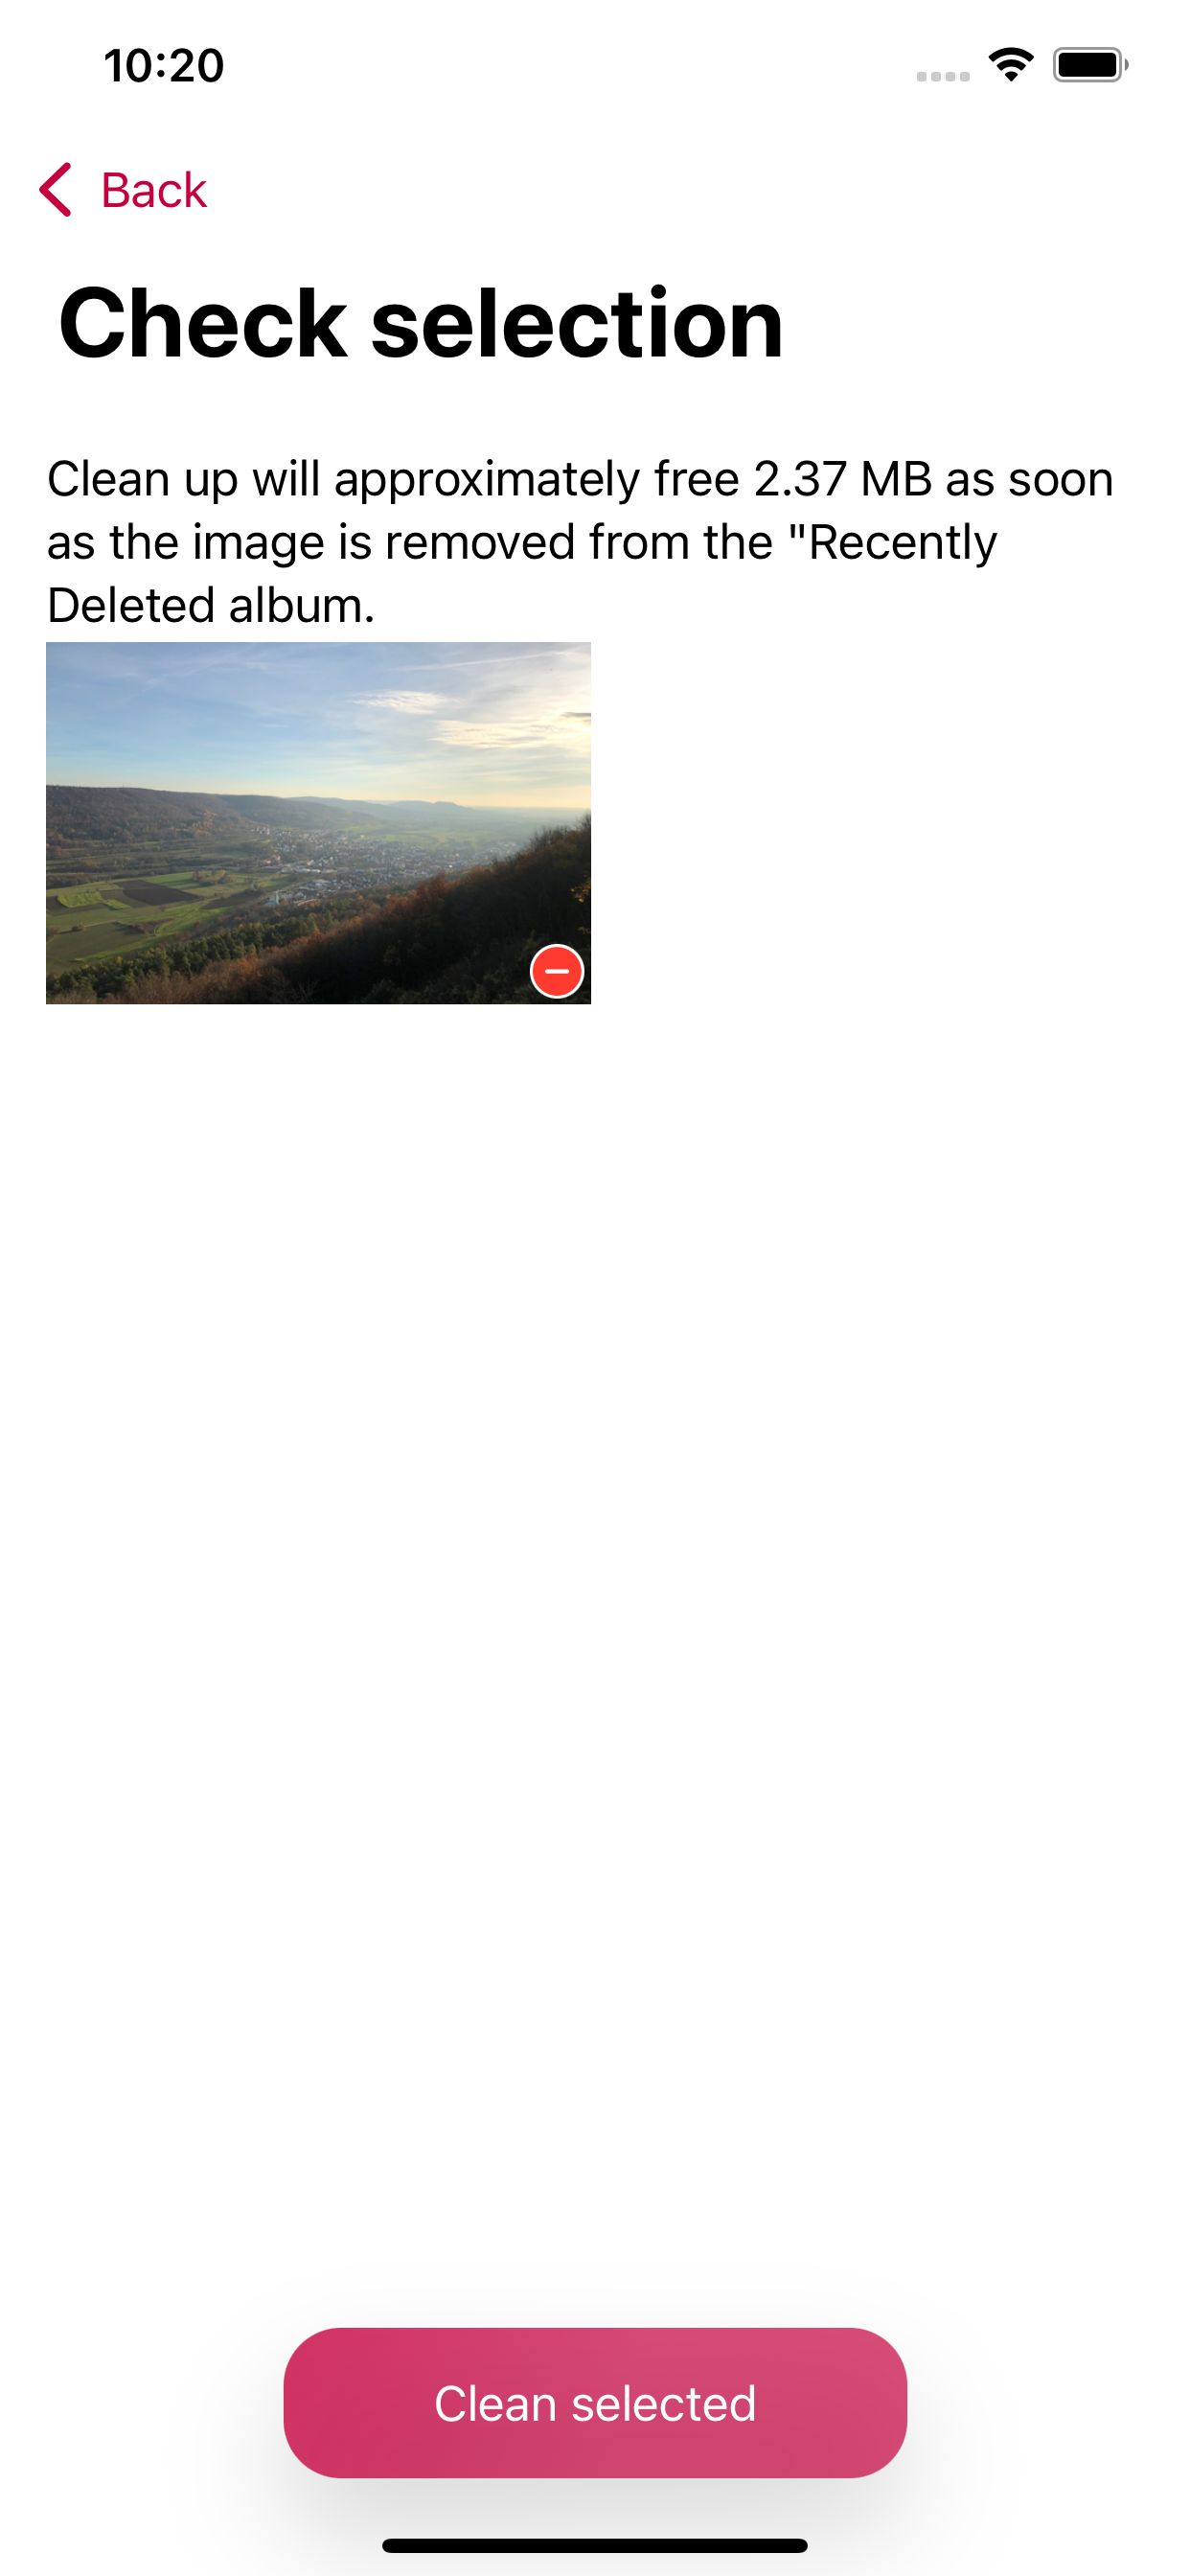 10:20
Back
Check selection
Clean up will approximately free 2.37 MB as soon
as the image is removed from the "Recently
Deleted album.
Clean selected